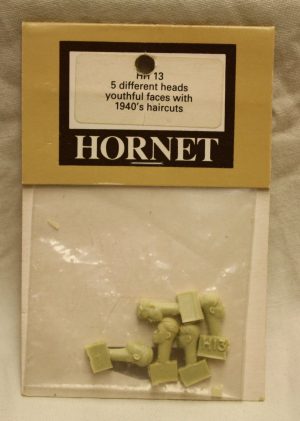 HH 13
5 different heads
youthful faces with
1940's haircuts
HORNET
H13